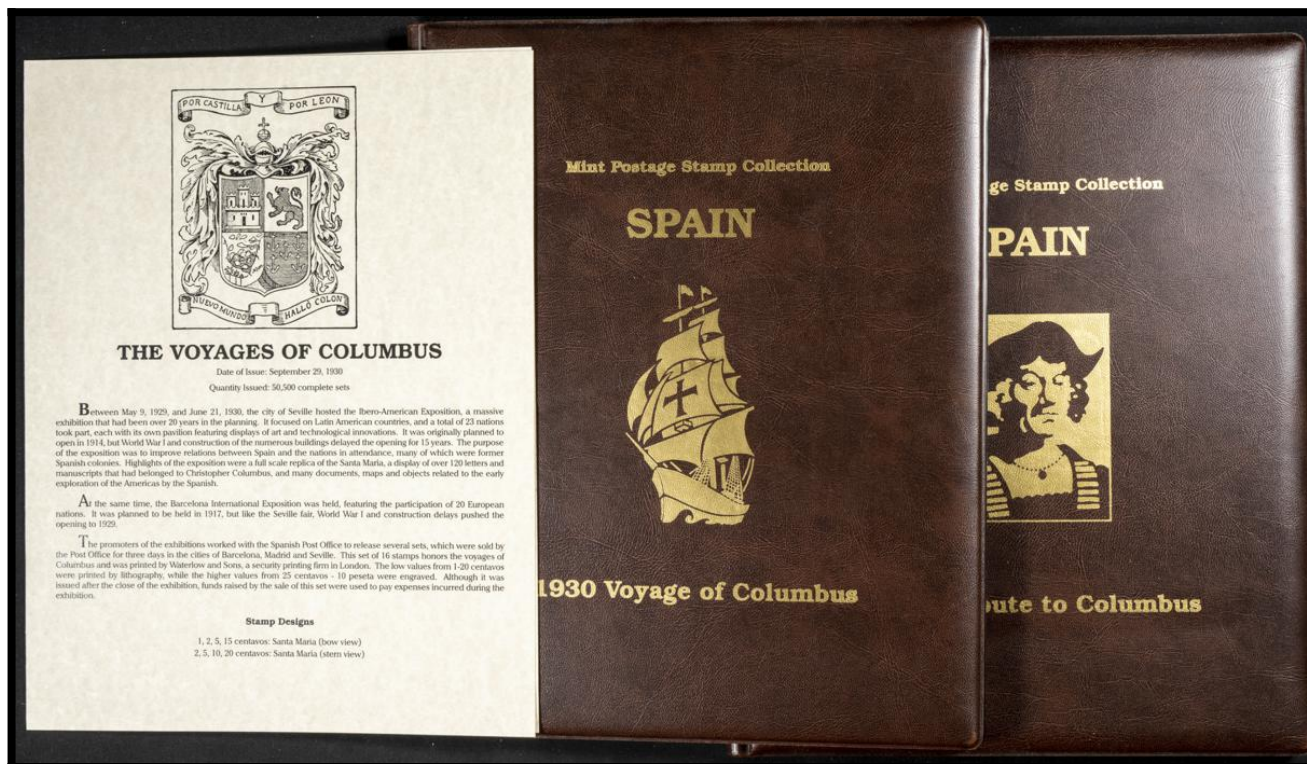 POR CASTILLA Y POR LEON
NUEVO MUNDO HALLÓ COLON
THE VOYAGES OF COLUMBUS
Date of Issue: September 29, 1930
Quantity Issued: 50,500 complete sets
Between May 9, 1929, and June 21, 1930, the city of Seville hosted the Ibero-American Exposition, a massive
exhibition that had been over 20 years in the planning. It focused on Latin American countries, and a total of 23 nations
took part, each with its own pavilion featuring displays of art and technological innovations. It was originally planned to
open in 1914, but World War I and construction of the numerous buildings delayed the opening for 15 years. The purpose
of the exposition was to improve relations between Spain and the nations in attendance, many of which were former
Spanish colonies. Highlights of the exposition were a full scale replica of the Santa Maria, a display of over 120 letters and
manuscripts that had belonged to Christopher Columbus, and many documents, maps and objects related to the early
exploration of the Americas by the Spanish.
At the same time, the Barcelona International Exposition was held, featuring the participation of 20 European
nations. It was planned to be held in 1917, but like the Seville fair, World War I and construction delays pushed the
opening to 1929.
The promoters of the exhibitions worked with the Spanish Post Office to release several sets, which were sold by
the Post Office for three days in the cities of Barcelona, Madrid and Seville. This set of 16 stamps honors the voyages of
Columbus and was printed by Waterlow and Sons, a security printing firm in London. The low values from 1-20 centavos
were printed by lithography, while the higher values from 25 centavos - 10 peseta were engraved. Although it was
issued after the close of the exhibition, funds raised by the sale of this set were used to pay expenses incurred during the
exhibition.
Stamp Designs
1, 2, 5, 15 centavos: Santa Maria (bow view)
2, 5, 10, 20 centavos: Santa Maria (stern view)
Mint Postage Stamp Collection
SPAIN
1930 Voyage of Columbus
ge Stamp Collection
PAIN
ute to Columbus